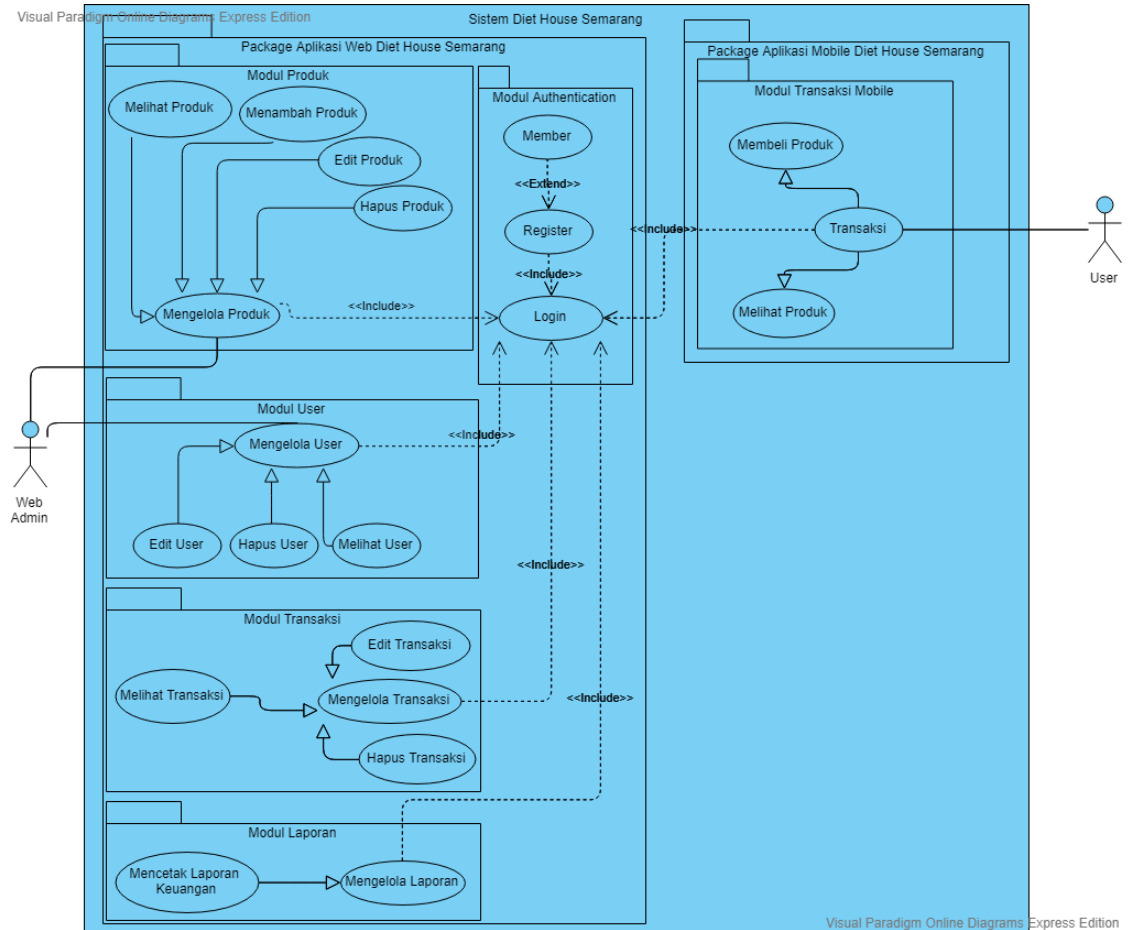 Visual Paradigm Online Diagrams Express Edition
Sistem Diet House Semarang
Package Aplikasi Web Diet House Semarang
Modul Produk
Melihat Produk
Menambah Produk
Edit Produk
Hapus Produk
Mengelola Produk
<<Include>>
Modul Authentication
Member
<<Extend>>
Register
<<Include>>
Login
Package Aplikasi Mobile Diet House Semarang
Modul Transaksi Mobile
Membeli Produk
Transaksi
<<Include>>
Melihat Produk
User
Web
Admin
Modul User
Mengelola User
<<Include>>
Edit User
Hapus User
Melihat User
Modul Transaksi
Edit Transaksi
Melihat Transaksi
Mengelola Transaksi
Hapus Transaksi
<<Include>>
<<Include>>
Modul Laporan
Mencetak Laporan
Keuangan
Mengelola Laporan
Visual Paradigm Online Diagrams Express Edition